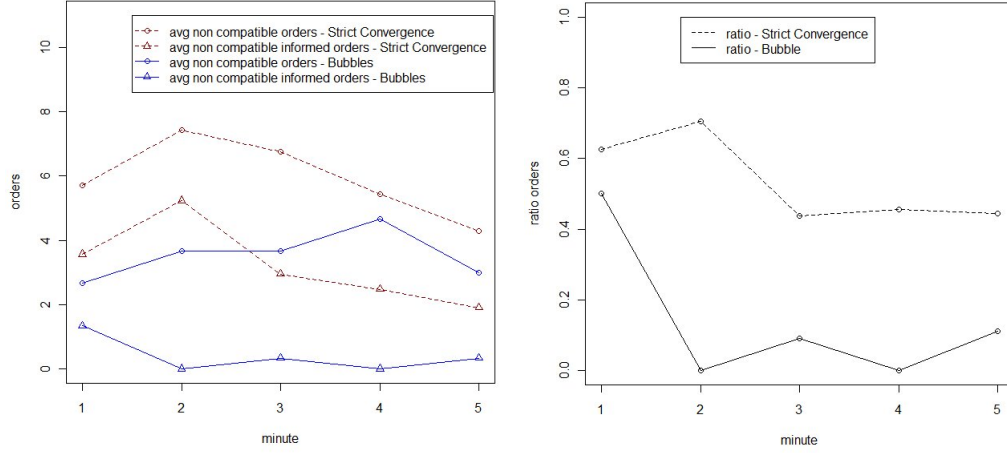 avg non compatible orders - Strict Convergence
avg non compatible informed orders - Strict Convergence
avg non compatible orders - Bubbles
avg non compatible informed orders - Bubbles
orders
10
8
6
4
2
0
1 2 3 4 5
minute
ratio - Strict Convergence
ratio - Bubble
ratio orders
1.0
0.8
0.6
0.4
0.2
0.0
1 2 3 4 5
minute